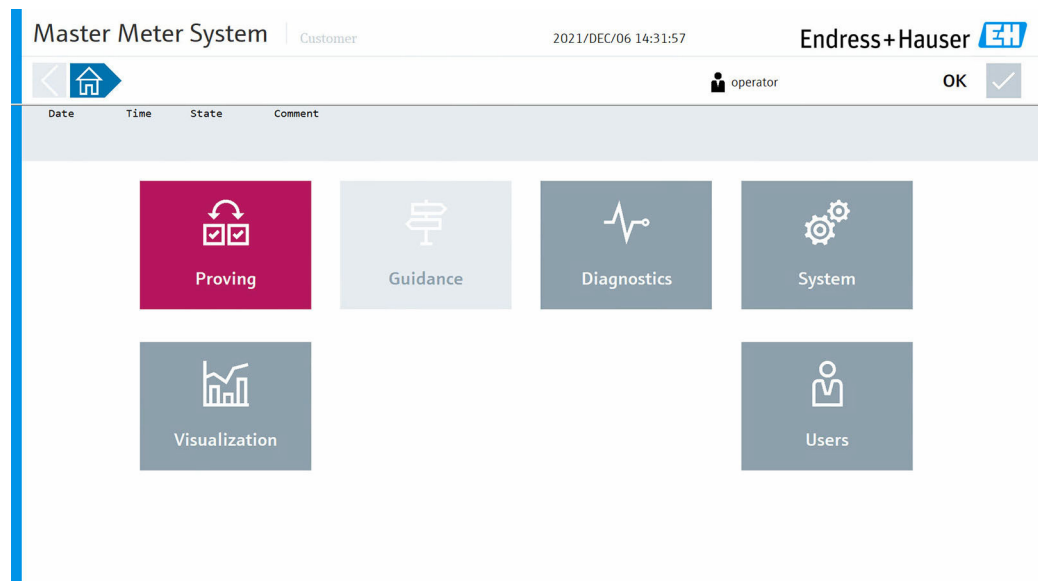 Master Meter System Customer 2021/DEC/06 14:31:57 Endress+Hauser EH
operator OK
Date Time State Comment
Proving Guidance Diagnostics System
Visualization Users